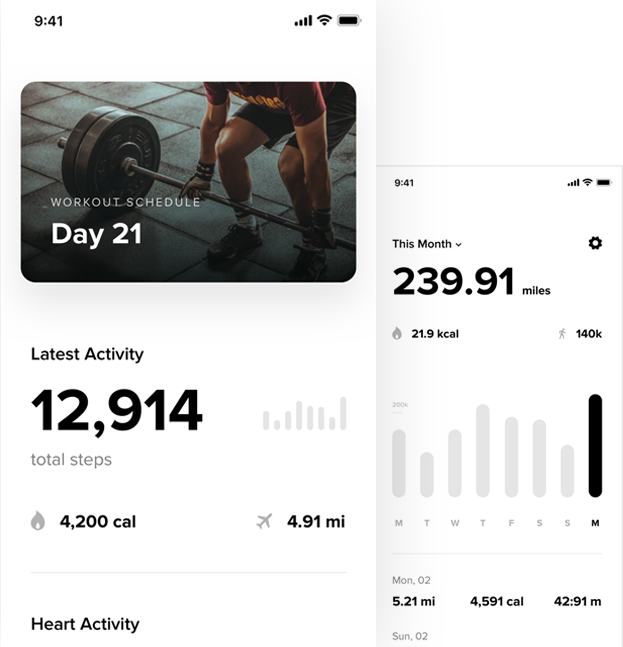 9:41
WORKOUT SCHEDULE
Day 21
Latest Activity
12,914
total steps
4,200 cal
4.91 mi
Heart Activity
9:41
This Month
239.91 miles
21.9 kcal
140k
200k
M T W T F S S M
Mon, 02
5.21 mi 4,591 cal 42:91 m
Sun, 02